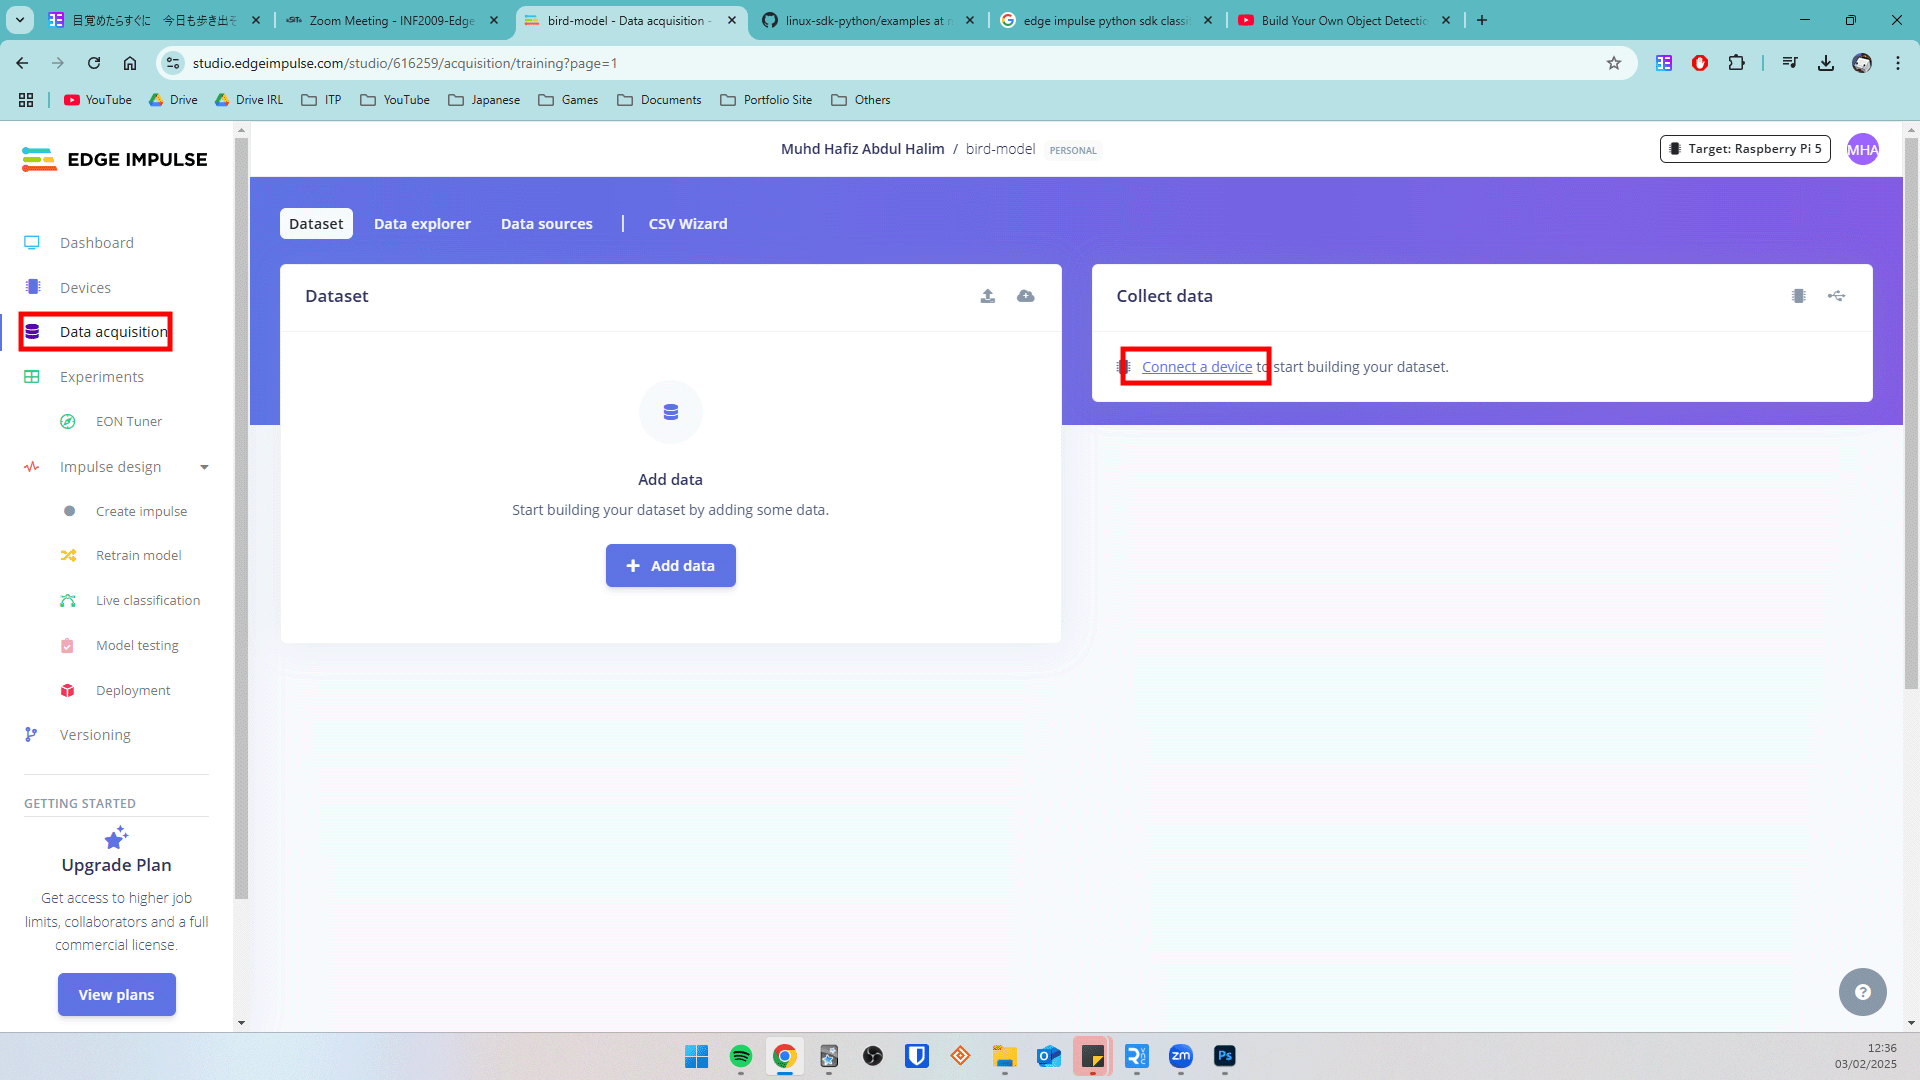 目覚めたらすぐに 今日も歩き出そ
Zoom Meeting - INF2009-Edge
bird-model - Data acquisition -
linux-sdk-python/examples at
edge impulse python sdk classi
Build Your Own Object Detectio
studio.edgeimpulse.com/studio/616259/acquisition/training?page=1
YouTube
Drive
Drive IRL
ITP
YouTube
Japanese
Games
Documents
Portfolio Site
Others
EDGE IMPULSE
Muhd Hafiz Abdul Halim / bird-model PERSONAL
Target: Raspberry Pi 5
MHA
Dashboard
Devices
Data acquisition
Experiments
EON Tuner
Impulse design
Create impulse
Retrain model
Live classification
Model testing
Deployment
Versioning
GETTING STARTED
Upgrade Plan
Get access to higher job
limits, collaborators and a full
commercial license.
View plans
Dataset
Data explorer
Data sources
|
CSV Wizard
Dataset
Add data
Start building your dataset by adding some data.
+ Add data
Collect data
Connect a device to start building your dataset.
?
zm
Ps
12:36
03/02/2025